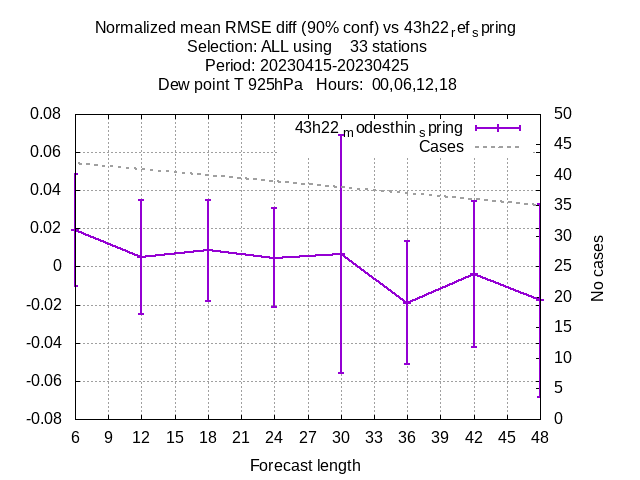 Normalized mean RMSE diff (90% conf) vs 43h22ref spring
Selection: ALL using 33 stations
Period: 20230415-20230425
Dew point T 925hPa Hours: 00,06,12,18
43h22modesthinspring
Cases
0.08
0.06
0.04
0.02
0
-0.02
-0.04
-0.06
-0.08
50
45
40
35
30
25
20
15
10
5
0
No cases
6 9 12 15 18 21 24 27 30 33 36 39 42 45 48
Forecast length